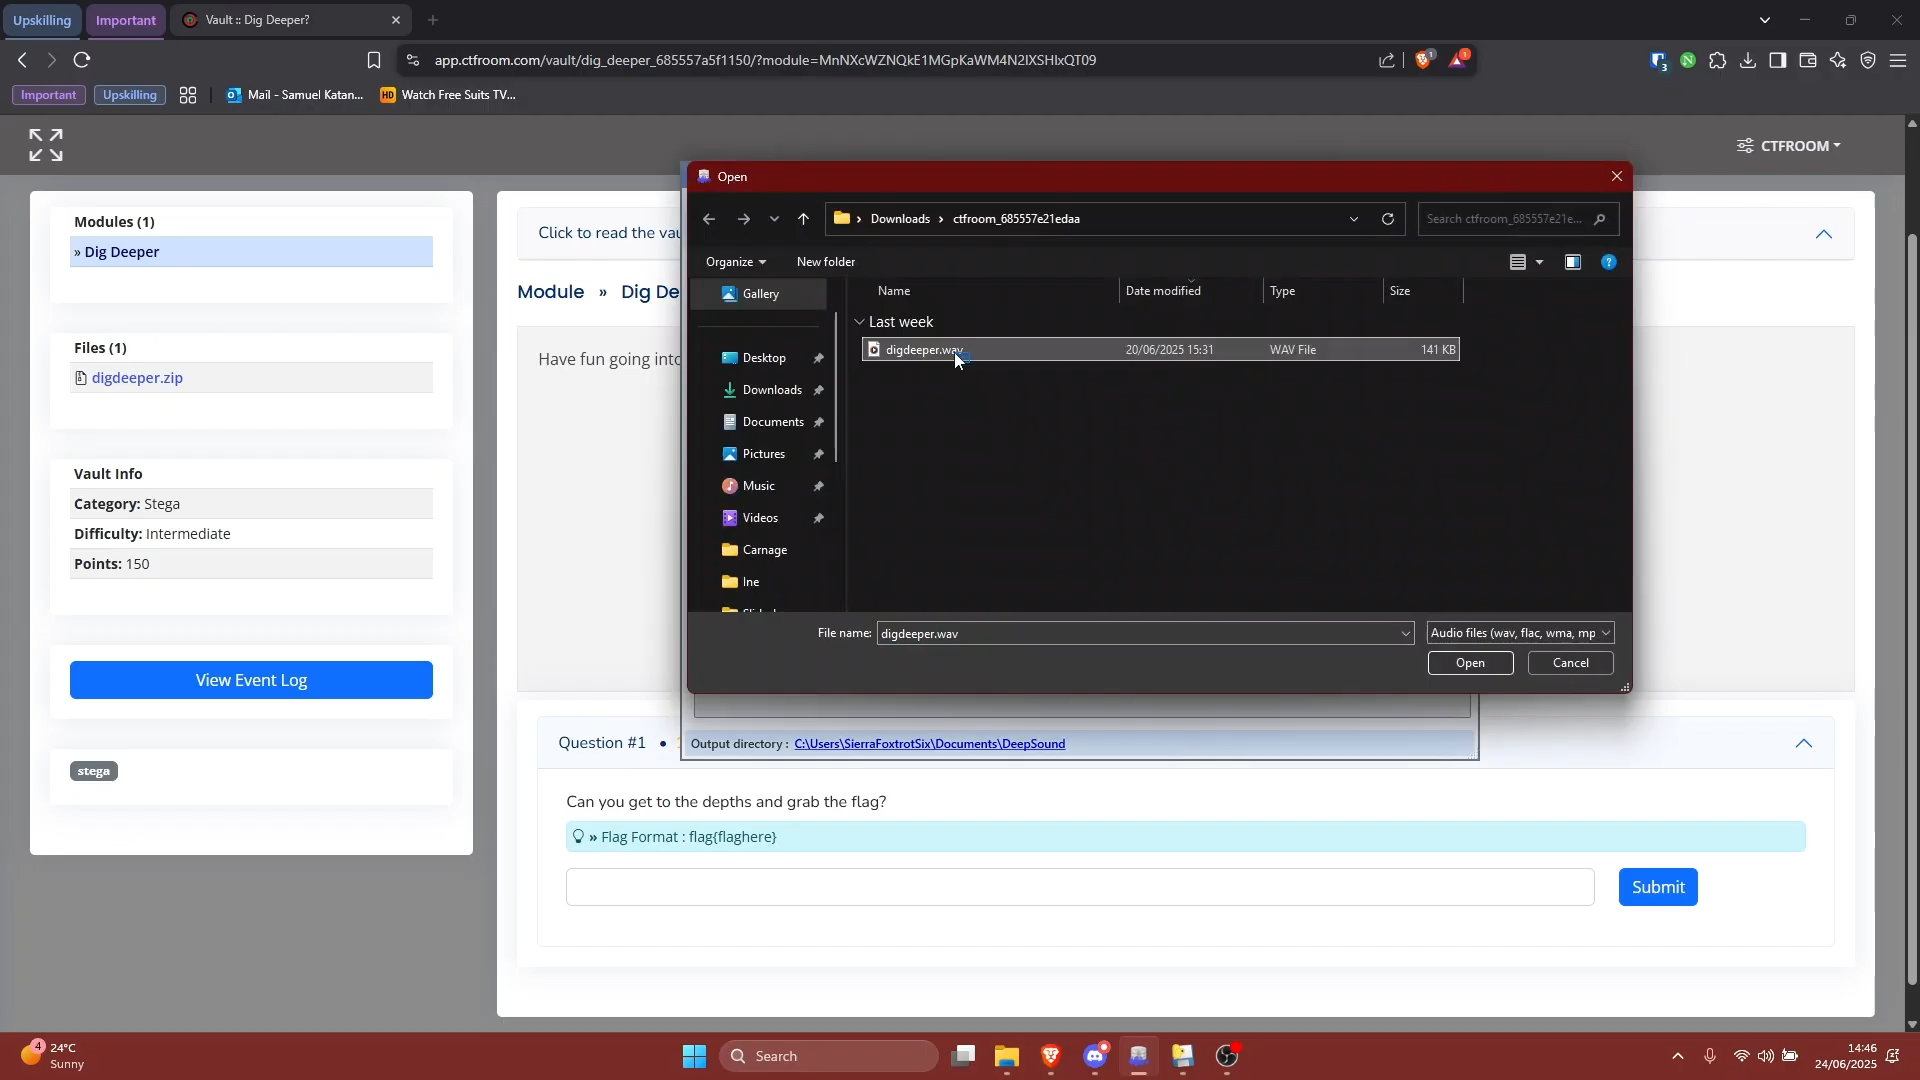 Upskilling
Important
Vault :: Dig Deeper?
app.ctfroom.com/vault/dig_deeper_685557a5f1150/?module=MnNXcWZNQkE1MGpKaWM4N2lXSHlxQT09
1
1
3
Important
Upskilling
Mail - Samuel Katan...
HD
Watch Free Suits TV...
CTFROOM
Modules (1)
» Dig Deeper
Files (1)
digdeeper.zip
Vault Info
Category: Stega
Difficulty: Intermediate
Points: 150
View Event Log
stega
Click to read the vau
Module » Dig De
Have fun going into
Open
Downloads
ctfroom_685557e21edaa
Search ctfroom_685557e21e...
Organize
New folder
Gallery
Desktop
Downloads
Documents
Pictures
Music
Videos
Carnage
Ine
Name
Date modified
Type
Size
Last week
digdeeper.wav
20/06/2025 15:31
WAV File
141 KB
File name:
digdeeper.wav
Audio files (wav, flac, wma, mp
Open
Cancel
Output directory : C:\Users\SierraFoxtrotSix\Documents\DeepSound
Question #1 •
Can you get to the depths and grab the flag?
» Flag Format : flag{flaghere}
Submit
4
24°C
Sunny
Search
14:46
24/06/2025